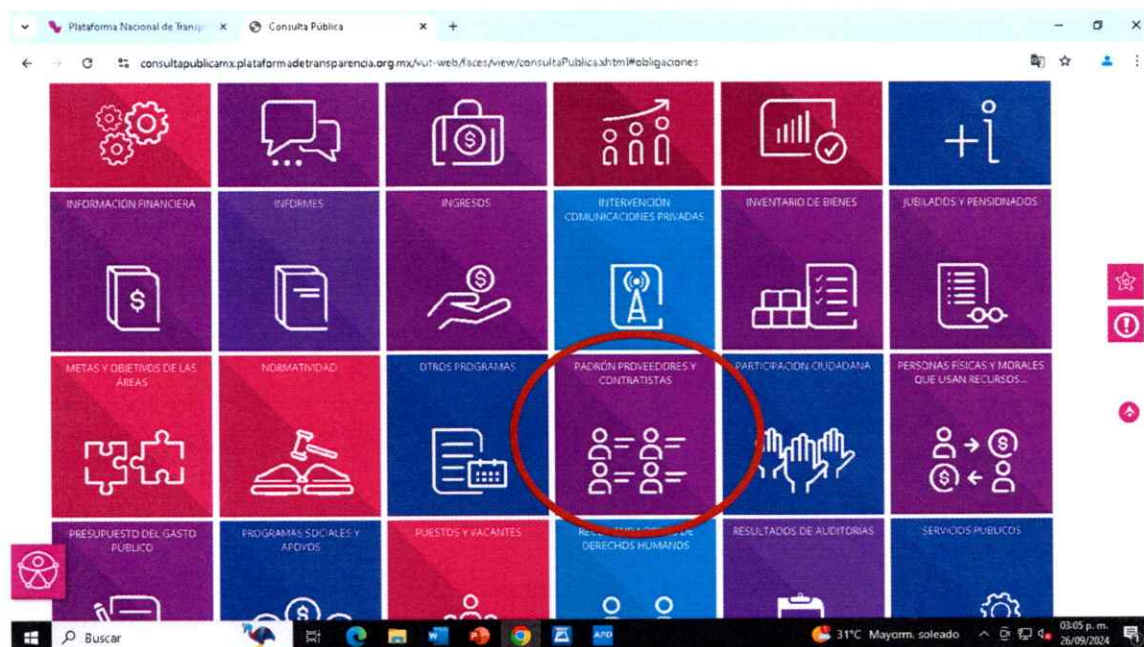 Plataforma Nacional de Transp
Consulta Pública
consultapublicamx.plataformadetransparencia.org.mx/vut-web/faces/view/consultaPublica.xhtml#obligaciones
INFORMACIÓN FINANCIERA
INFORMES
INGRESOS
INTERVENCIÓN
COMUNICACIONES PRIVADAS
INVENTARIO DE BIENES
JUBILADOS Y PENSIONADOS
METAS Y OBJETIVOS DE LAS
ÁREAS
NORMATIVIDAD
OTROS PROGRAMAS
PADRÓN PROVEEDORES Y
CONTRATISTAS
PARTICIPACIÓN CIUDADANA
PERSONAS FÍSICAS Y MORALES
QUE USAN RECURSOS...
PRESUPUESTO DEL GASTO
PÚBLICO
PROGRAMAS SOCIALES Y
APOYOS
PUESTOS Y VACANTES
DE
DERECHOS HUMANOS
RESULTADOS DE AUDITORÍAS
SERVICIOS PÚBLICOS
Buscar
31°C Mayorm. soleado
03:05 p. m.
26/09/2024